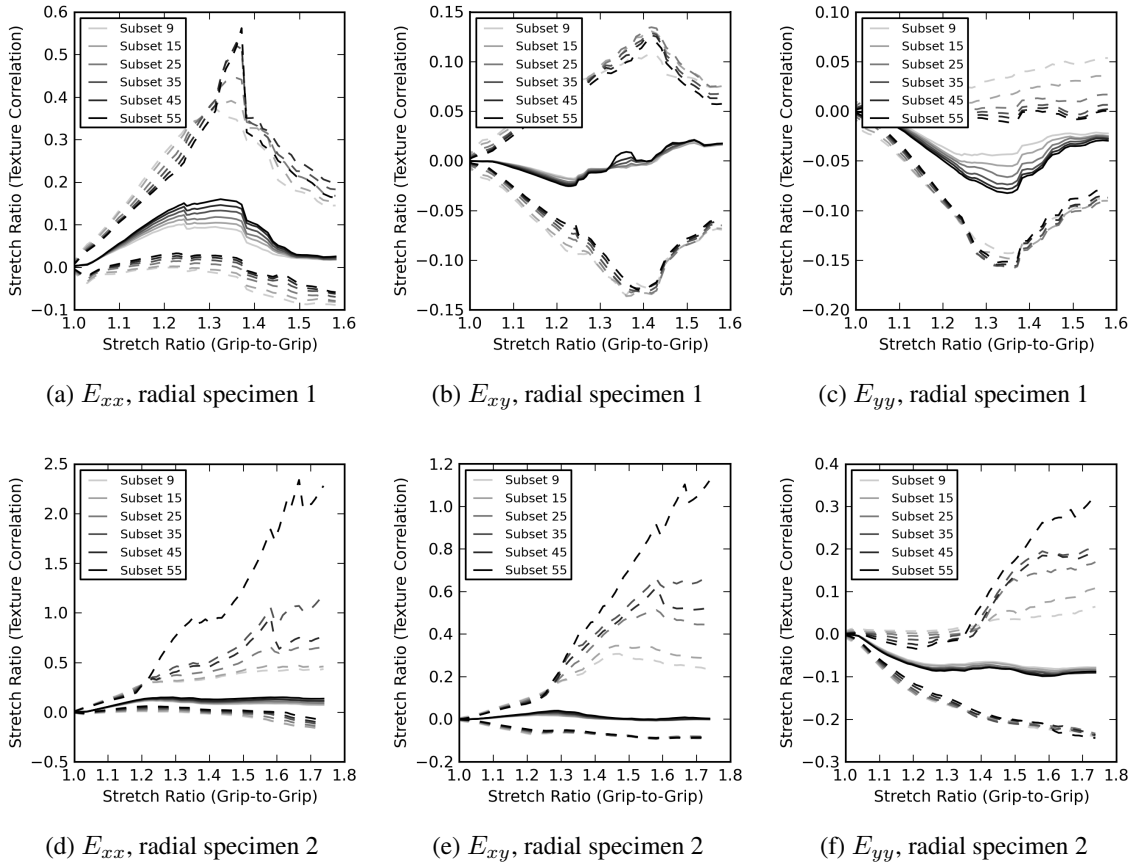 Stretch Ratio (Texture Correlation)
0.6
0.5
0.4
0.3
0.2
0.1
0.0
−0.1
Subset 9
Subset 15
Subset 25
Subset 35
Subset 45
Subset 55
1.0 1.1 1.2 1.3 1.4 1.5 1.6
Stretch Ratio (Grip-to-Grip)
(a) Exx, radial specimen 1
Stretch Ratio (Texture Correlation)
0.10
0.05
0.00
−0.05
−0.10
−0.15
Subset 9
Subset 15
Subset 25
Subset 35
Subset 45
Subset 55
1.0 1.1 1.2 1.3 1.4 1.5 1.6
Stretch Ratio (Grip-to-Grip)
(b) Exy, radial specimen 1
Stretch Ratio (Texture Correlation)
0.10
0.05
0.00
−0.05
−0.10
−0.15
−0.20
Subset 9
Subset 15
Subset 25
Subset 35
Subset 45
Subset 55
1.0 1.1 1.2 1.3 1.4 1.5 1.6
Stretch Ratio (Grip-to-Grip)
(c) Eyy, radial specimen 1
Stretch Ratio (Texture Correlation)
2.5
2.0
1.5
1.0
0.5
0.0
−0.5
Subset 9
Subset 15
Subset 25
Subset 35
Subset 45
Subset 55
1.0 1.1 1.2 1.3 1.4 1.5 1.6 1.7 1.8
Stretch Ratio (Grip-to-Grip)
(d) Exx, radial specimen 2
Stretch Ratio (Texture Correlation)
1.2
1.0
0.8
0.6
0.4
0.2
0.0
−0.2
Subset 9
Subset 15
Subset 25
Subset 35
Subset 45
Subset 55
1.0 1.1 1.2 1.3 1.4 1.5 1.6 1.7 1.8
Stretch Ratio (Grip-to-Grip)
(e) Exy, radial specimen 2
Stretch Ratio (Texture Correlation)
0.4
0.3
0.2
0.1
0.0
−0.1
−0.2
−0.3
Subset 9
Subset 15
Subset 25
Subset 35
Subset 45
Subset 55
1.0 1.1 1.2 1.3 1.4 1.5 1.6 1.7 1.8
Stretch Ratio (Grip-to-Grip)
(f) Eyy, radial specimen 2